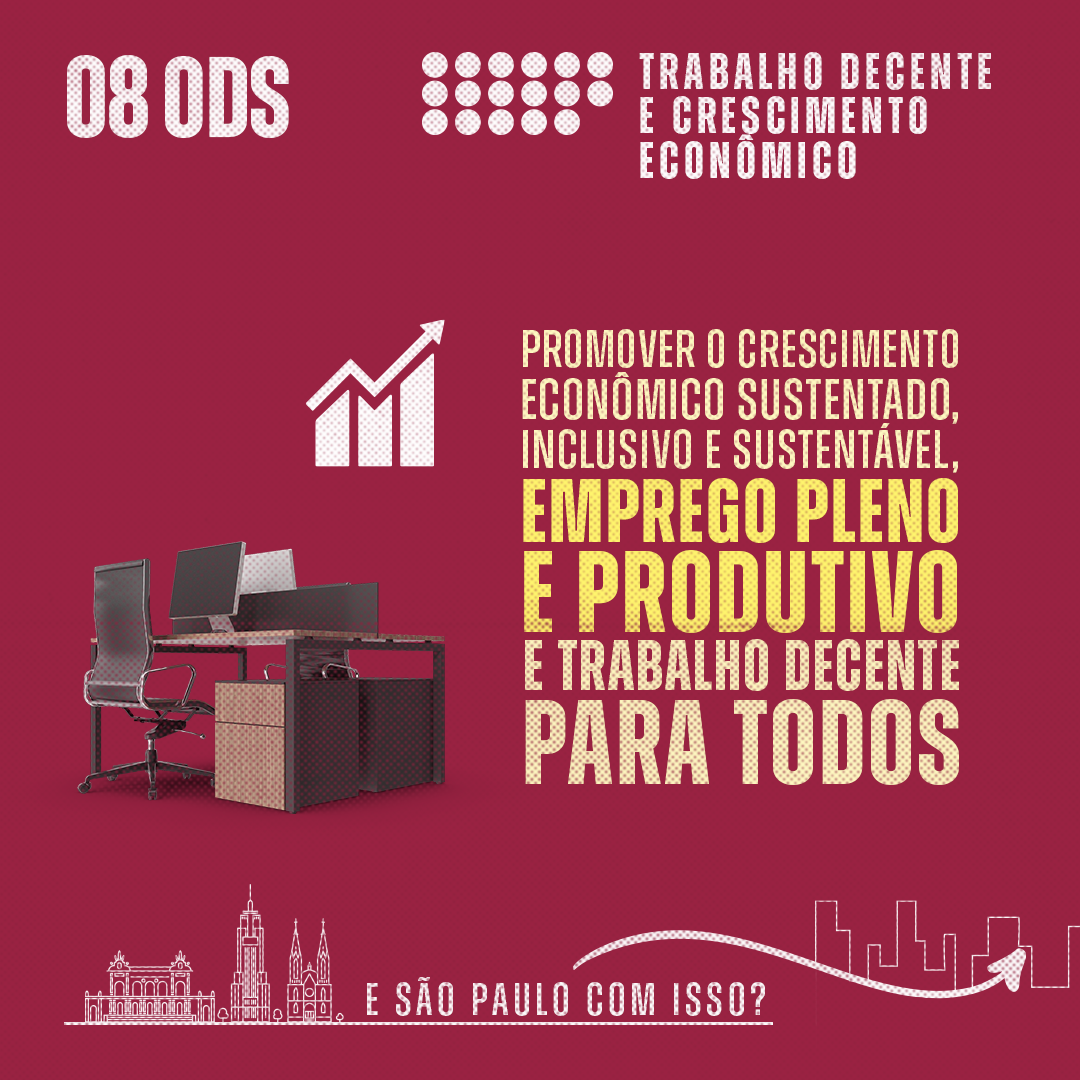 08 ODS
TRABALHO DECENTE
E CRESCIMENTO
ECONÔMICO
PROMOVER O CRESCIMENTO
ECONÔMICO SUSTENTADO,
INCLUSIVO E SUSTENTÁVEL,
EMPREGO PLENO
E PRODUTIVO
E TRABALHO DECENTE
PARA TODOS
E SÃO PAULO COM ISSO?